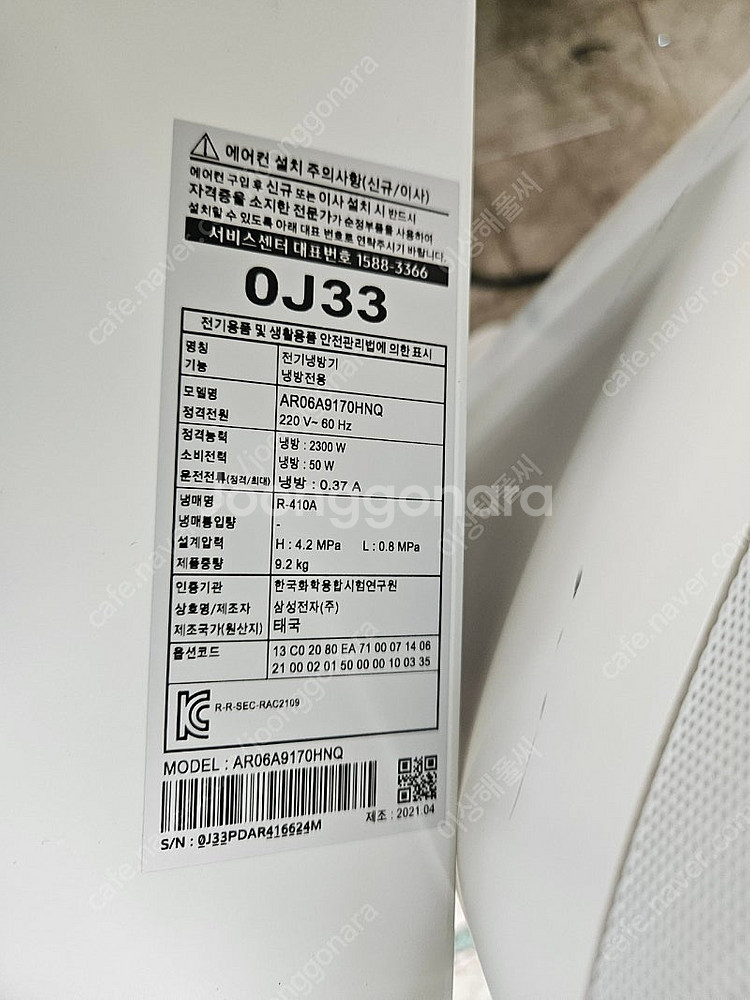 에어컨 설치 주의사항(신규/이사)
에어컨 구입 후 신규 또는 이사 설치 시 반드시
자격증을 소지한 전문가가 순정부품을 사용하여
설치할 수 있도록 아래 대표 번호로 연락주시기 바랍니다.
서비스센터 대표번호 1588-3366
0J33
전기용품 및 생활용품 안전관리법에 의한 표시
명칭 전기냉방기
기능 냉방전용
모델명 AR06A9170HNQ
정격전원 220 V~ 60 Hz
정격능력 냉방 : 2300 W
소비전력 냉방 : 50 W
운전전류(정격/최대) 냉방 : 0.37 A
냉매명 R-410A
냉매봉입량 -
설계압력 H : 4.2 MPa L : 0.8 MPa
제품중량 9.2 kg
인증기관 한국화학융합시험연구원
상호명/제조자 삼성전자(주)
제조국가(원산지) 태국
옵션코드 13 C0 20 80 EA 71 00 07 14 06
21 00 02 01 50 00 00 10 03 35
R-R-SEC-RAC2109
MODEL : AR06A9170HNQ
제조 : 2021.04
S/N : 0J33PDAR416624M
joonggonara
cafe.naver.com/joonggonara
이상해풀씨